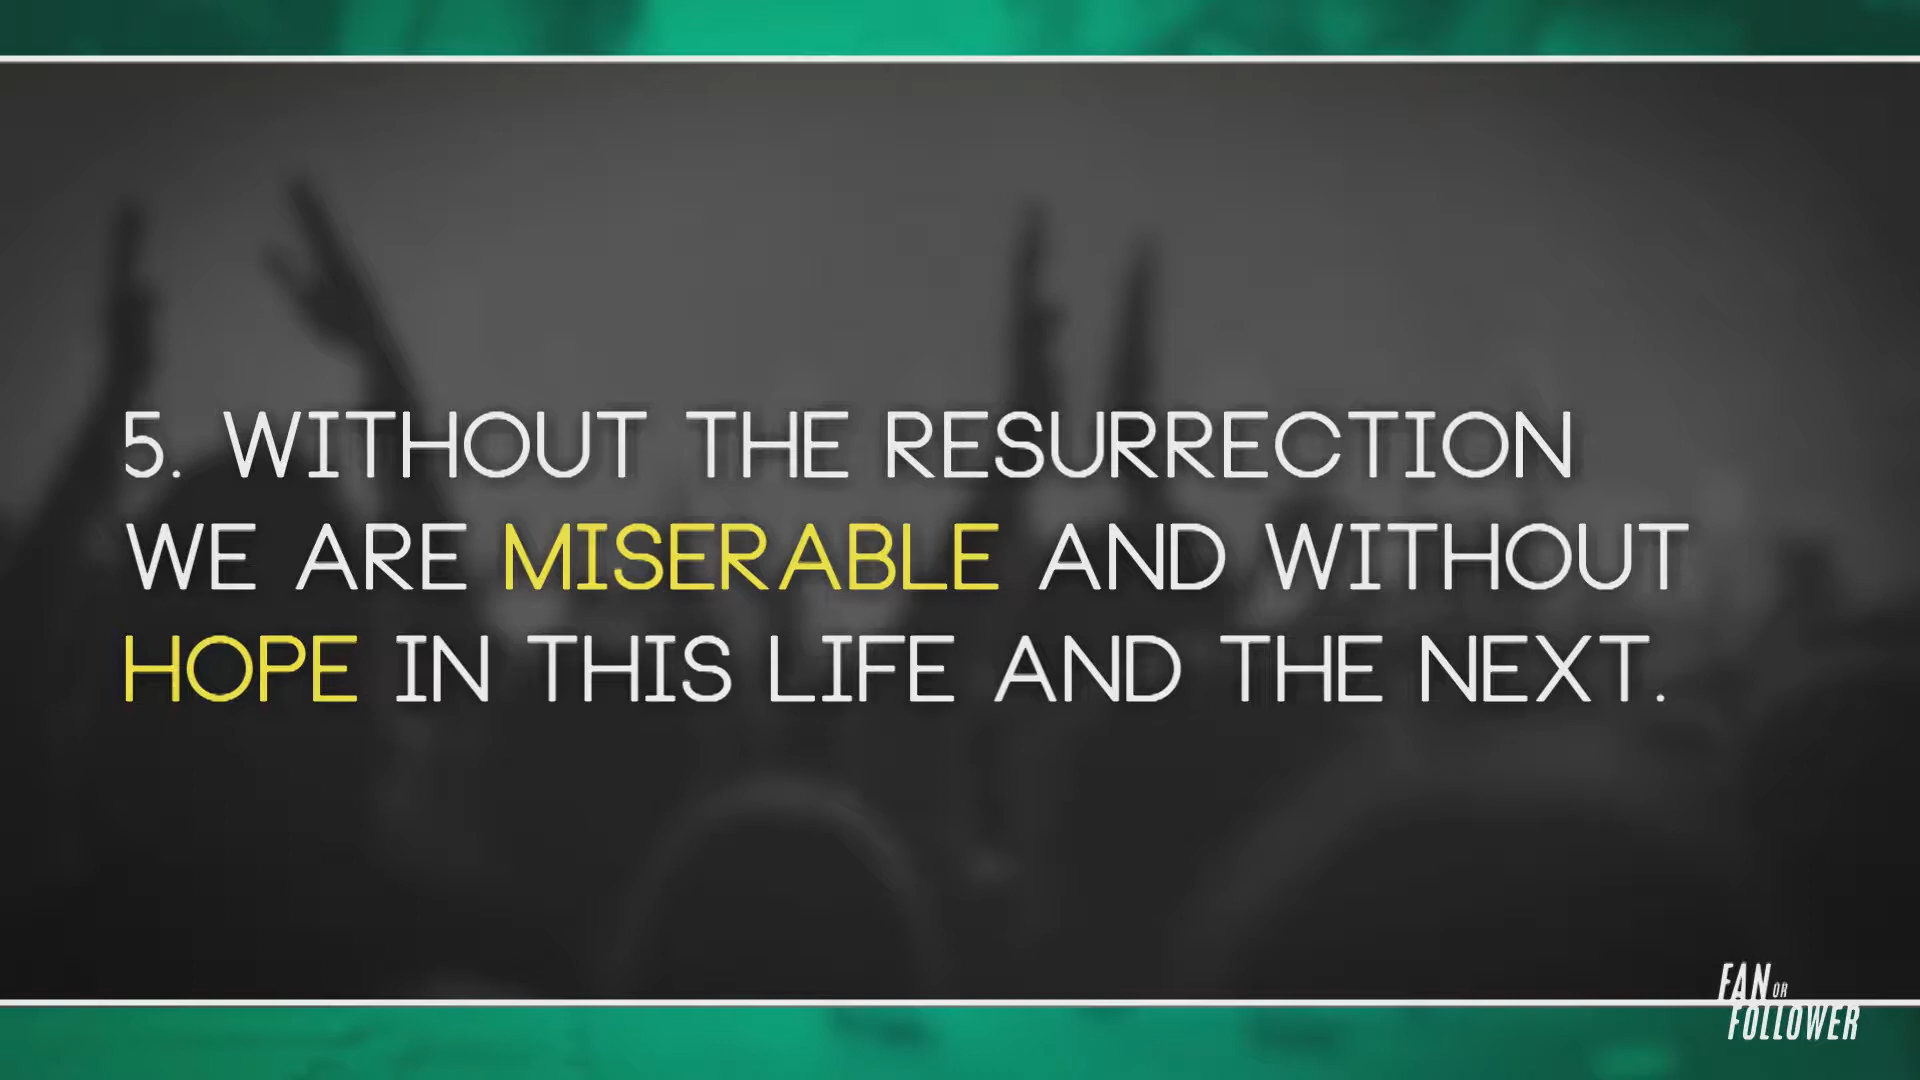 5. WITHOUT THE RESURRECTION
WE ARE MISERABLE AND WITHOUT
HOPE IN THIS LIFE AND THE NEXT.
FAN OR
FOLLOWER